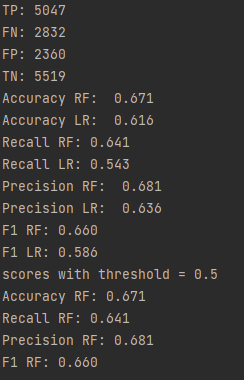 TP: 5047
FN: 2832
FP: 2360
TN: 5519
Accuracy RF:  0.671
Accuracy LR:  0.616
Recall RF: 0.641
Recall LR: 0.543
Precision RF:  0.681
Precision LR:  0.636
F1 RF: 0.660
F1 LR: 0.586
scores with threshold = 0.5
Accuracy RF: 0.671
Recall RF: 0.641
Precision RF: 0.681
F1 RF: 0.660